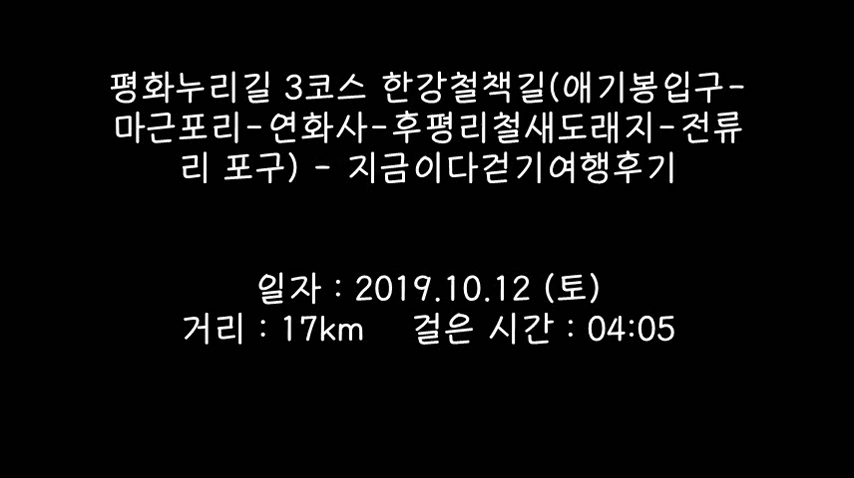 평화누리길 3코스 한강철책길(애기봉입구-
마근포리-연화사-후평리철새도래지-전류
리 포구) - 지금이다걷기여행후기
일자 : 2019.10.12 (토)
거리 : 17km 걸은 시간 : 04:05